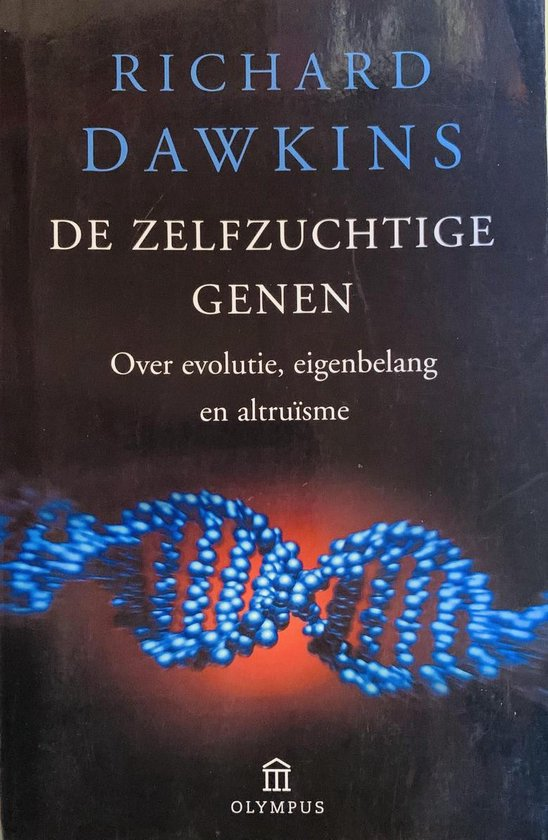 RICHARD
DAWKINS
DE ZELFZUCHTIGE
GENEN
Over evolutie, eigenbelang
en altruïsme
OLYMPUS